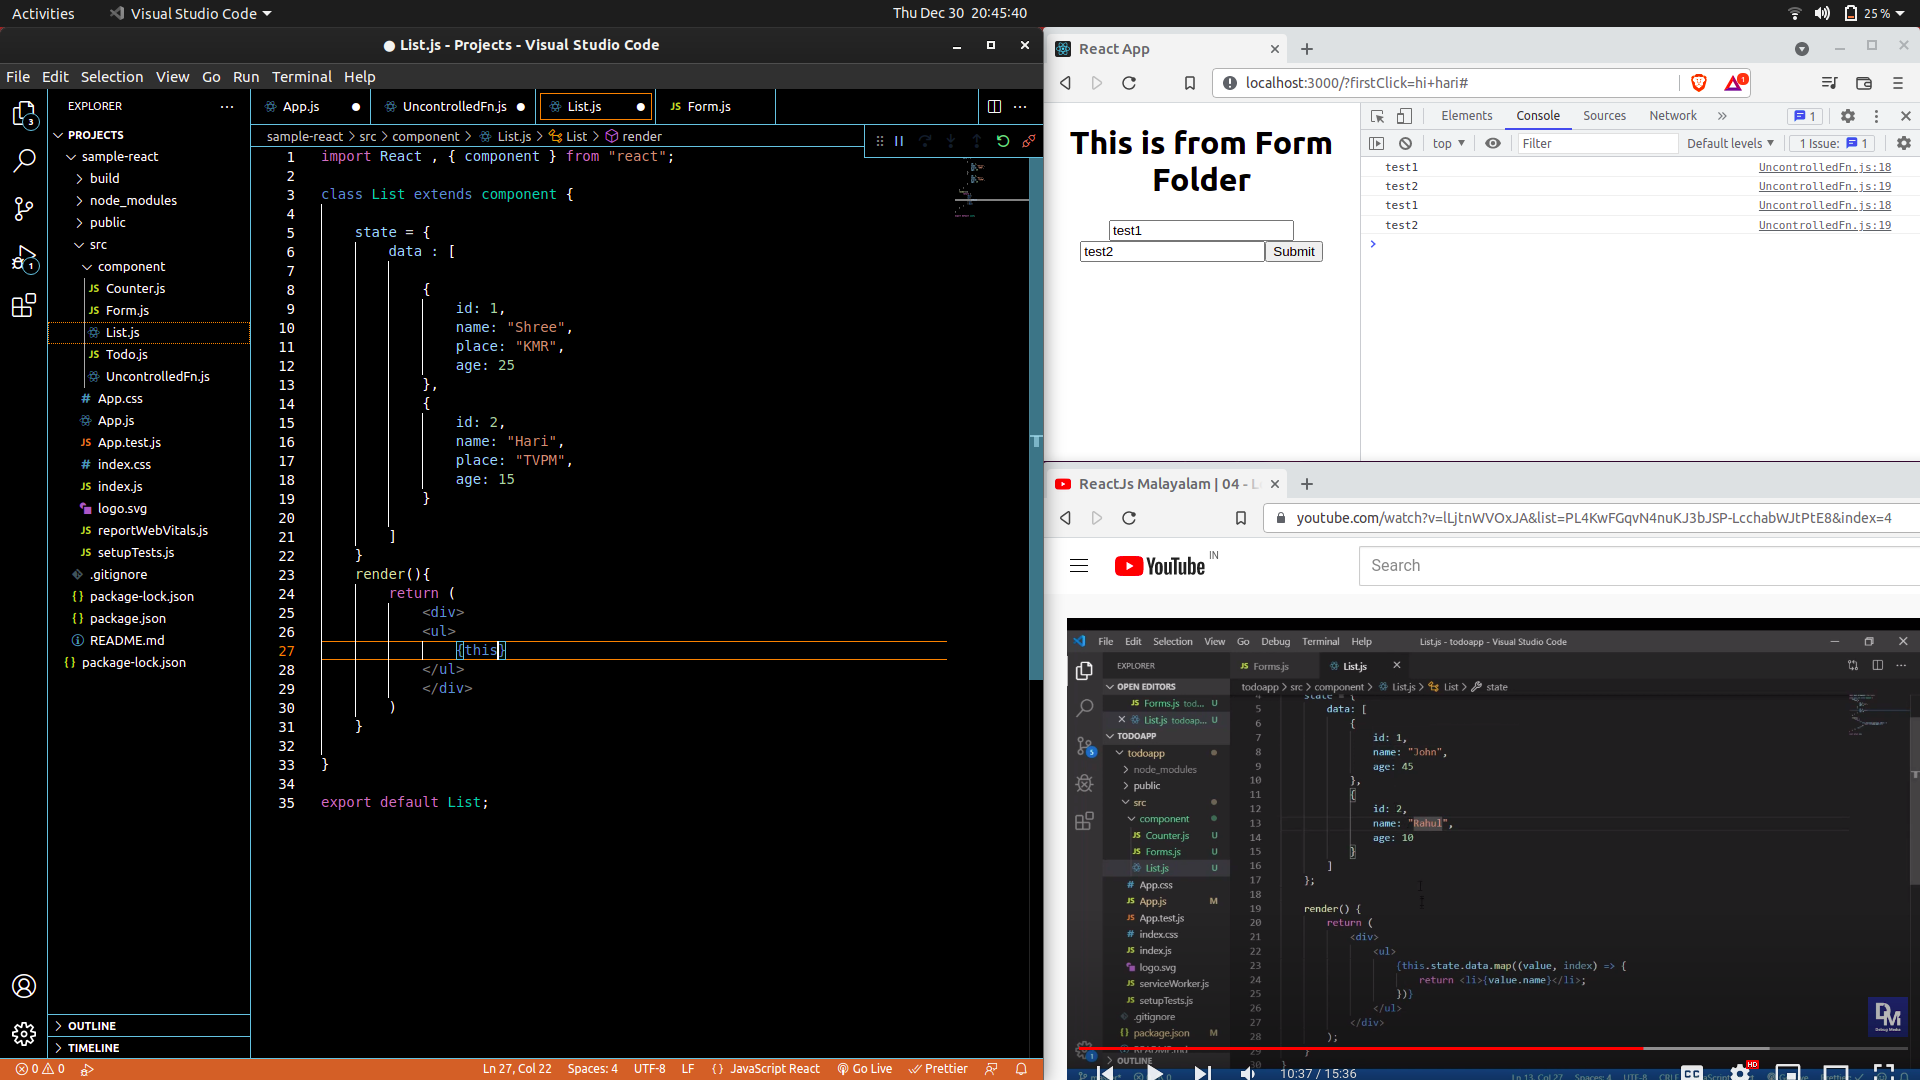 Activities
Visual Studio Code
Thu Dec 30 20:45:40
25 %
● List.js - Projects - Visual Studio Code
File Edit Selection View Go Run Terminal Help
EXPLORER
PROJECTS
sample-react
build
node_modules
public
src
component
Counter.js
Form.js
List.js
Todo.js
UncontrolledFn.js
App.css
App.js
App.test.js
index.css
index.js
logo.svg
reportWebVitals.js
setupTests.js
.gitignore
package-lock.json
package.json
README.md
package-lock.json
OUTLINE
TIMELINE
App.js
UncontrolledFn.js
List.js
Form.js
sample-react > src > component > List.js > List > render
1 import React , { component } from "react";
2
3 class List extends component {
4
5 state = {
6 data : [
7
8 {
9 id: 1,
10 name: "Shree",
11 place: "KMR",
12 age: 25
13 },
14 {
15 id: 2,
16 name: "Hari",
17 place: "TVPM",
18 age: 15
19 }
20
21 ]
22 }
23 render(){
24 return (
25 <div>
26 <ul>
27 {this}
28 </ul>
29 </div>
30 )
31 }
32
33 }
34
35 export default List;
0 0
Ln 27, Col 22
Spaces: 4
UTF-8
LF
{ } JavaScript React
Go Live
Prettier
React App
localhost:3000/?firstClick=hi+hari#
1
This is from Form
Folder
test1
test2
Submit
Elements Console Sources Network » 1
top
Filter
Default levels
1 Issue: 1
test1 UncontrolledFn.js:18
test2 UncontrolledFn.js:19
test1 UncontrolledFn.js:18
test2 UncontrolledFn.js:19
ReactJs Malayalam | 04 - L
youtube.com/watch?v=lLjtnWVOxJA&list=PL4KwFGqvN4nuKJ3bJSP-LcchabWJtPtE8&index=4
YouTube IN
Search
File Edit Selection View Go Debug Terminal Help
List.js - todoapp - Visual Studio Code
EXPLORER
OPEN EDITORS
Forms.js tod... U
List.js todoap... U
TODOAPP
todoapp
node_modules
public
src
component
Counter.js U
Forms.js U
List.js U
App.css
App.js M
App.test.js
index.css
index.js
logo.svg
serviceWorker.js
setupTests.js
.gitignore
package.json M
OUTLINE
Forms.js
List.js
todoapp > src > component > List.js > List > state
4 state = {
5 data: [
6 {
7 id: 1,
8 name: "John",
9 age: 45
10 },
11 {
12 id: 2,
13 name: "Rahul",
14 age: 10
15 }
16 ]
17 };
18
19 render() {
20 return (
21 <div>
22 <ul>
23 {this.state.data.map((value, index) => {
24 return <li>{value.name}</li>;
25 })}
26 </ul>
27 </div>
28 );
29 }
DM
10:37 / 15:36
CC
HD